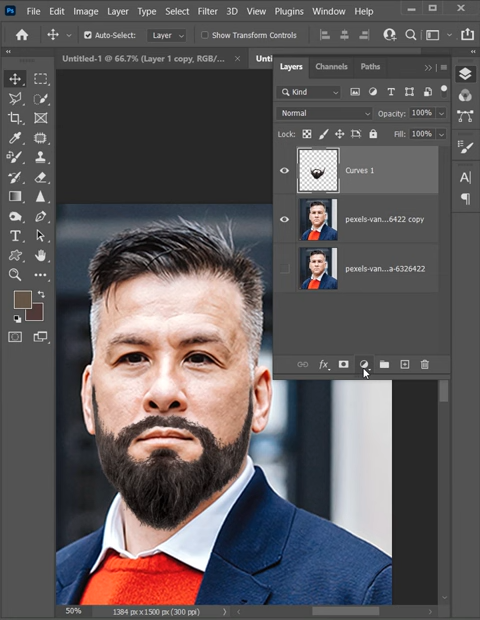 Ps File Edit Image Layer Type Select Filter 3D View Plugins Window Help
Auto-Select: Layer Show Transform Controls
Untitled-1 @ 66.7% (Layer 1 copy, RGB/... × Unti
Layers Channels Paths
Kind
Normal Opacity: 100%
Lock: Fill: 100%
Curves 1
pexels-van...6422 copy
pexels-van...a-6326422
fx
50% 1384 px x 1500 px (300 ppi)